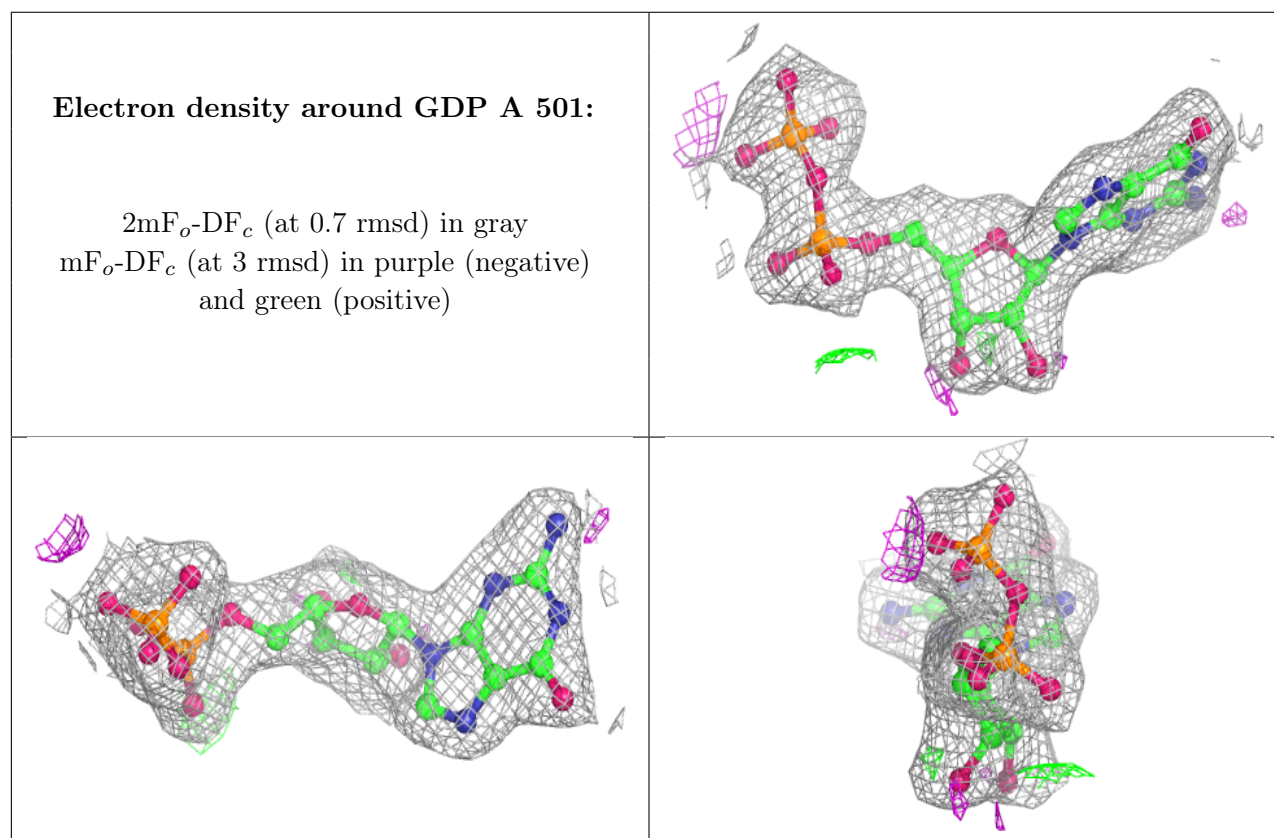 Electron density around GDP A 501:
2mFo-DFc (at 0.7 rmsd) in gray
mFo-DFc (at 3 rmsd) in purple (negative)
and green (positive)